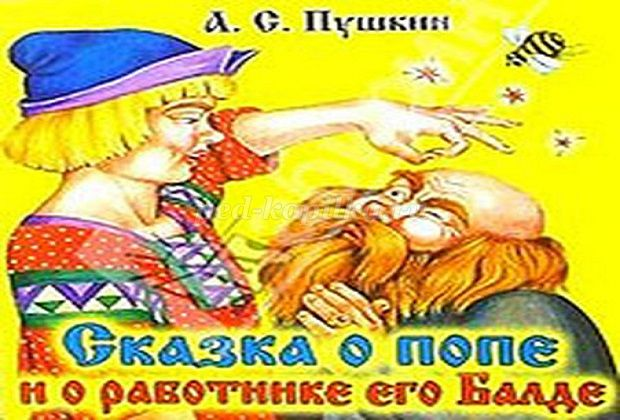 А. С. Пушкин
Сказка о попе
и о работнике его Балде